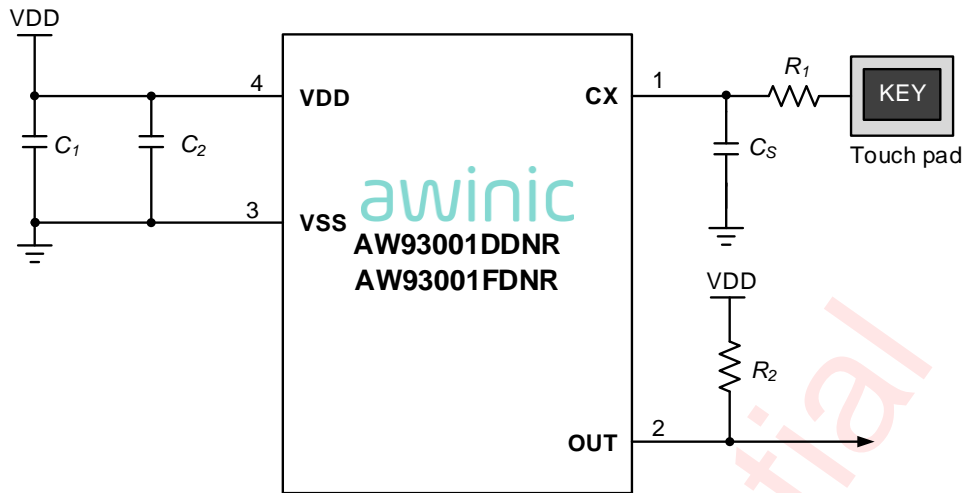 VDD
4
VDD
C1
C2
3
VSS
awinic
AW93001DDNR
AW93001FDNR
CX
1
R1
KEY
Touch pad
CS
VDD
R2
OUT
2